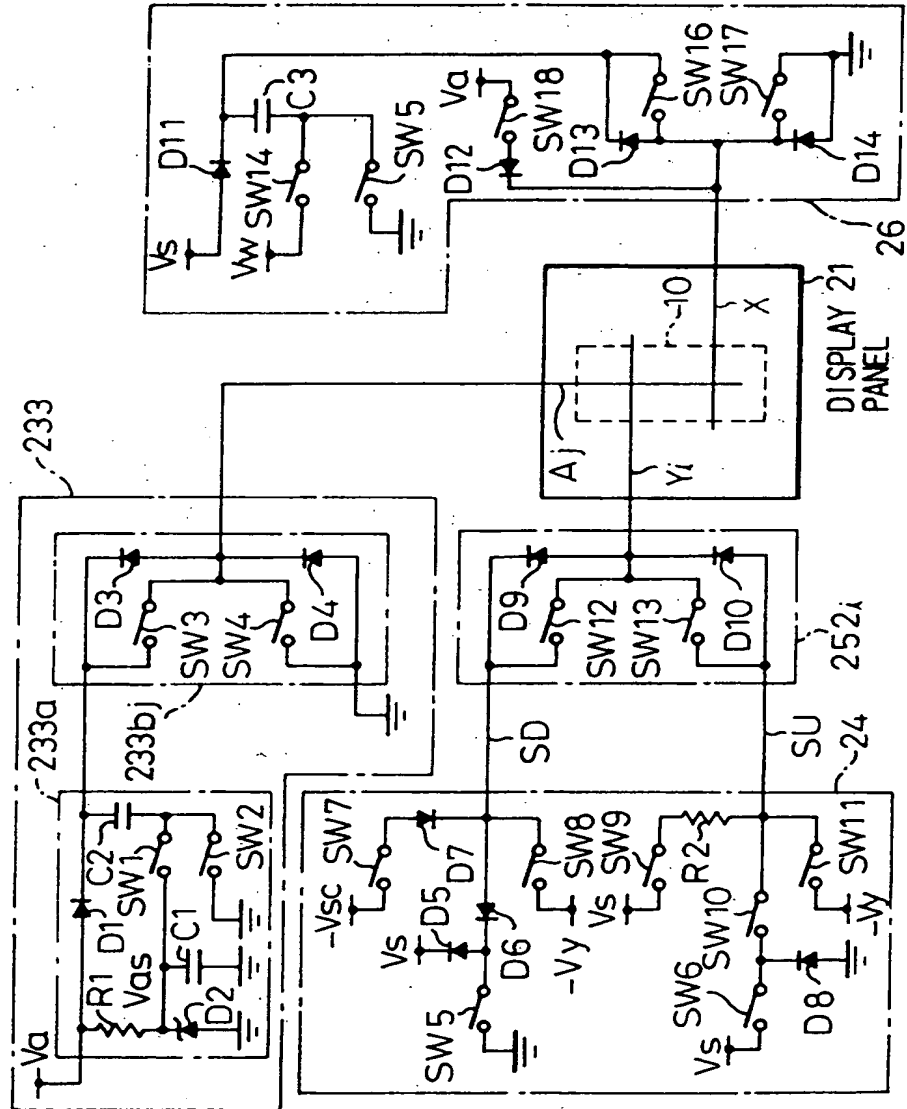 233
Va
233a
R1
D1
C2
Vas
SW1
C1
D2
SW2
233bj
D3
SW3
SW4
D4
SD
SU
24
SW7
-Vsc
D7
D5
Vs
D6
SW5
SW8
-Vy
SW9
Vs
R2
SW10
SW6
Vs
D8
SW11
-Vy
D9
SW12
SW13
D10
252i
Aj
Yi
10
X
DISPLAY 21
PANEL
Vs
D11
C3
Vw
SW14
SW5
Va
D12
SW18
D13
SW16
SW17
D14
26